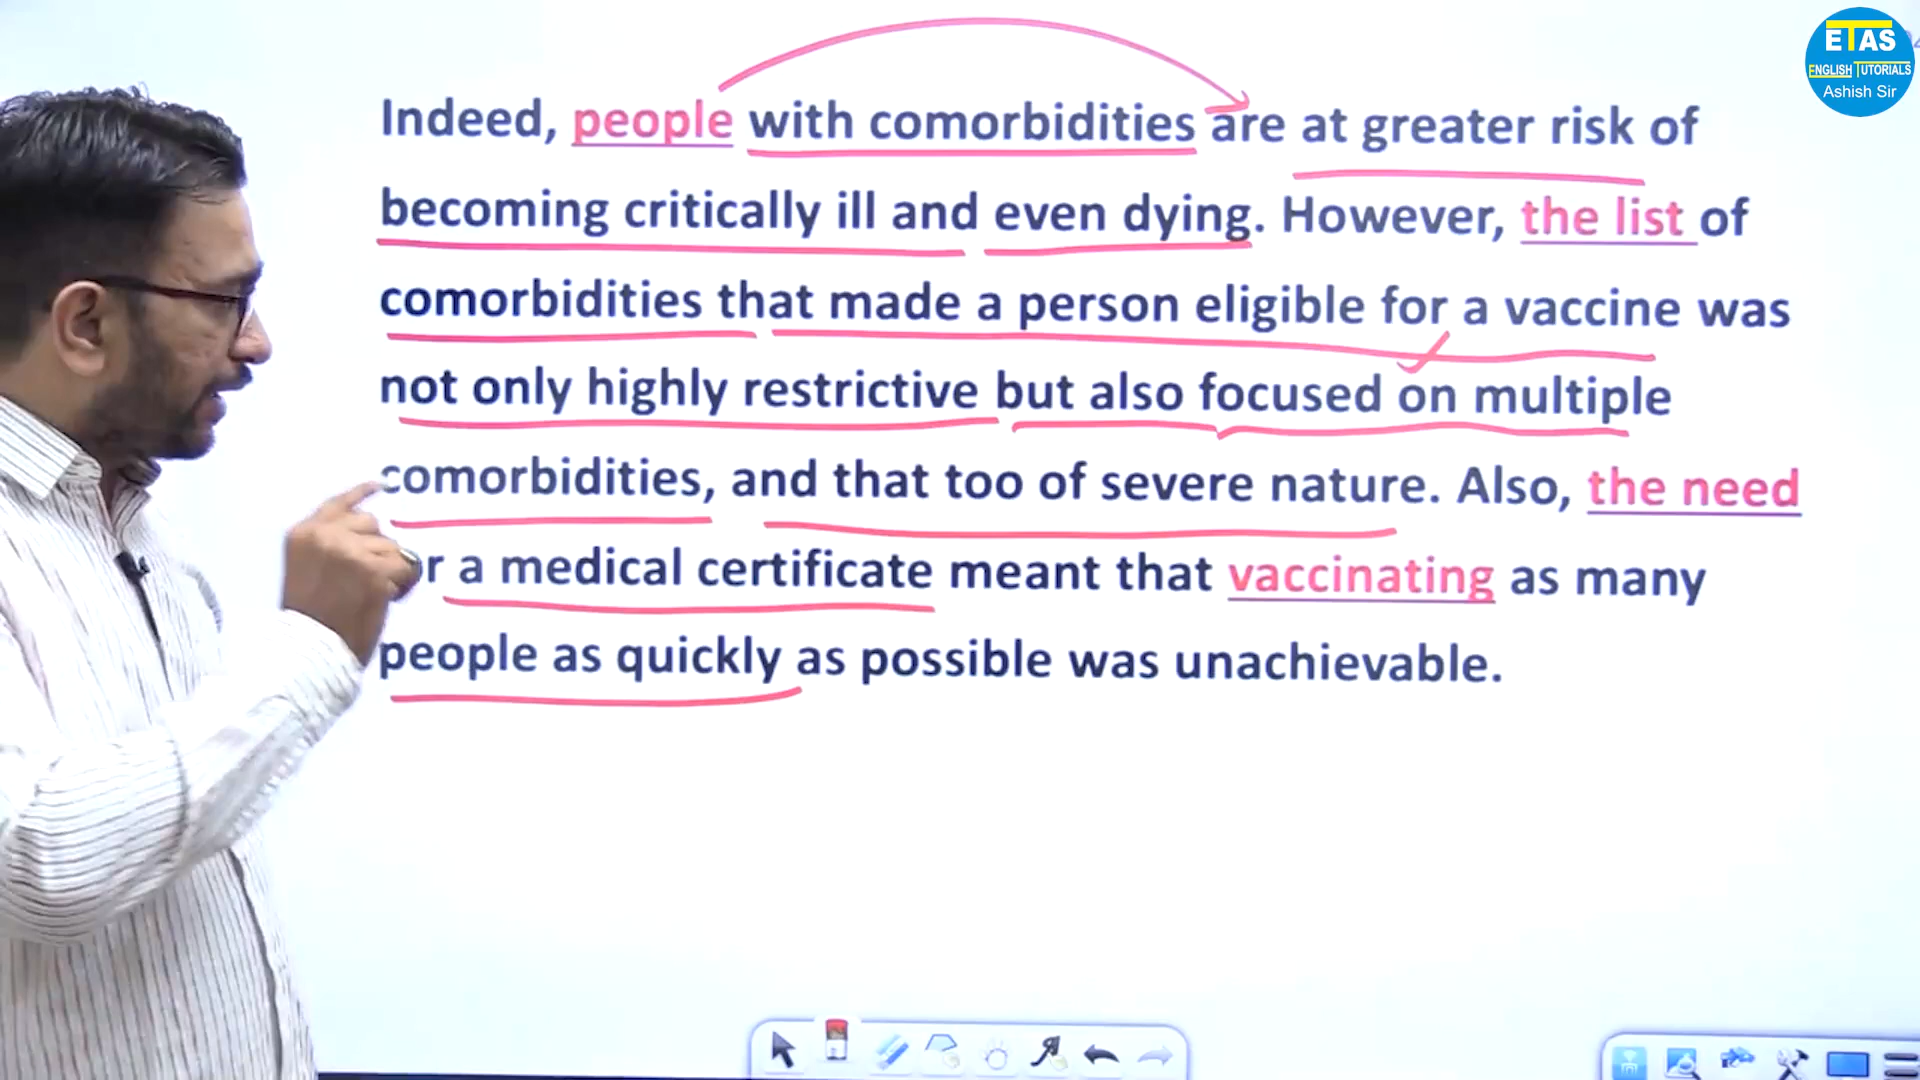 ETAS
ENGLISH TUTORIALS
Ashish Sir
Indeed, people with comorbidities are at greater risk of
becoming critically ill and even dying. However, the list of
comorbidities that made a person eligible for a vaccine was
not only highly restrictive but also focused on multiple
comorbidities, and that too of severe nature. Also, the need
a medical certificate meant that vaccinating as many
people as quickly as possible was unachievable.